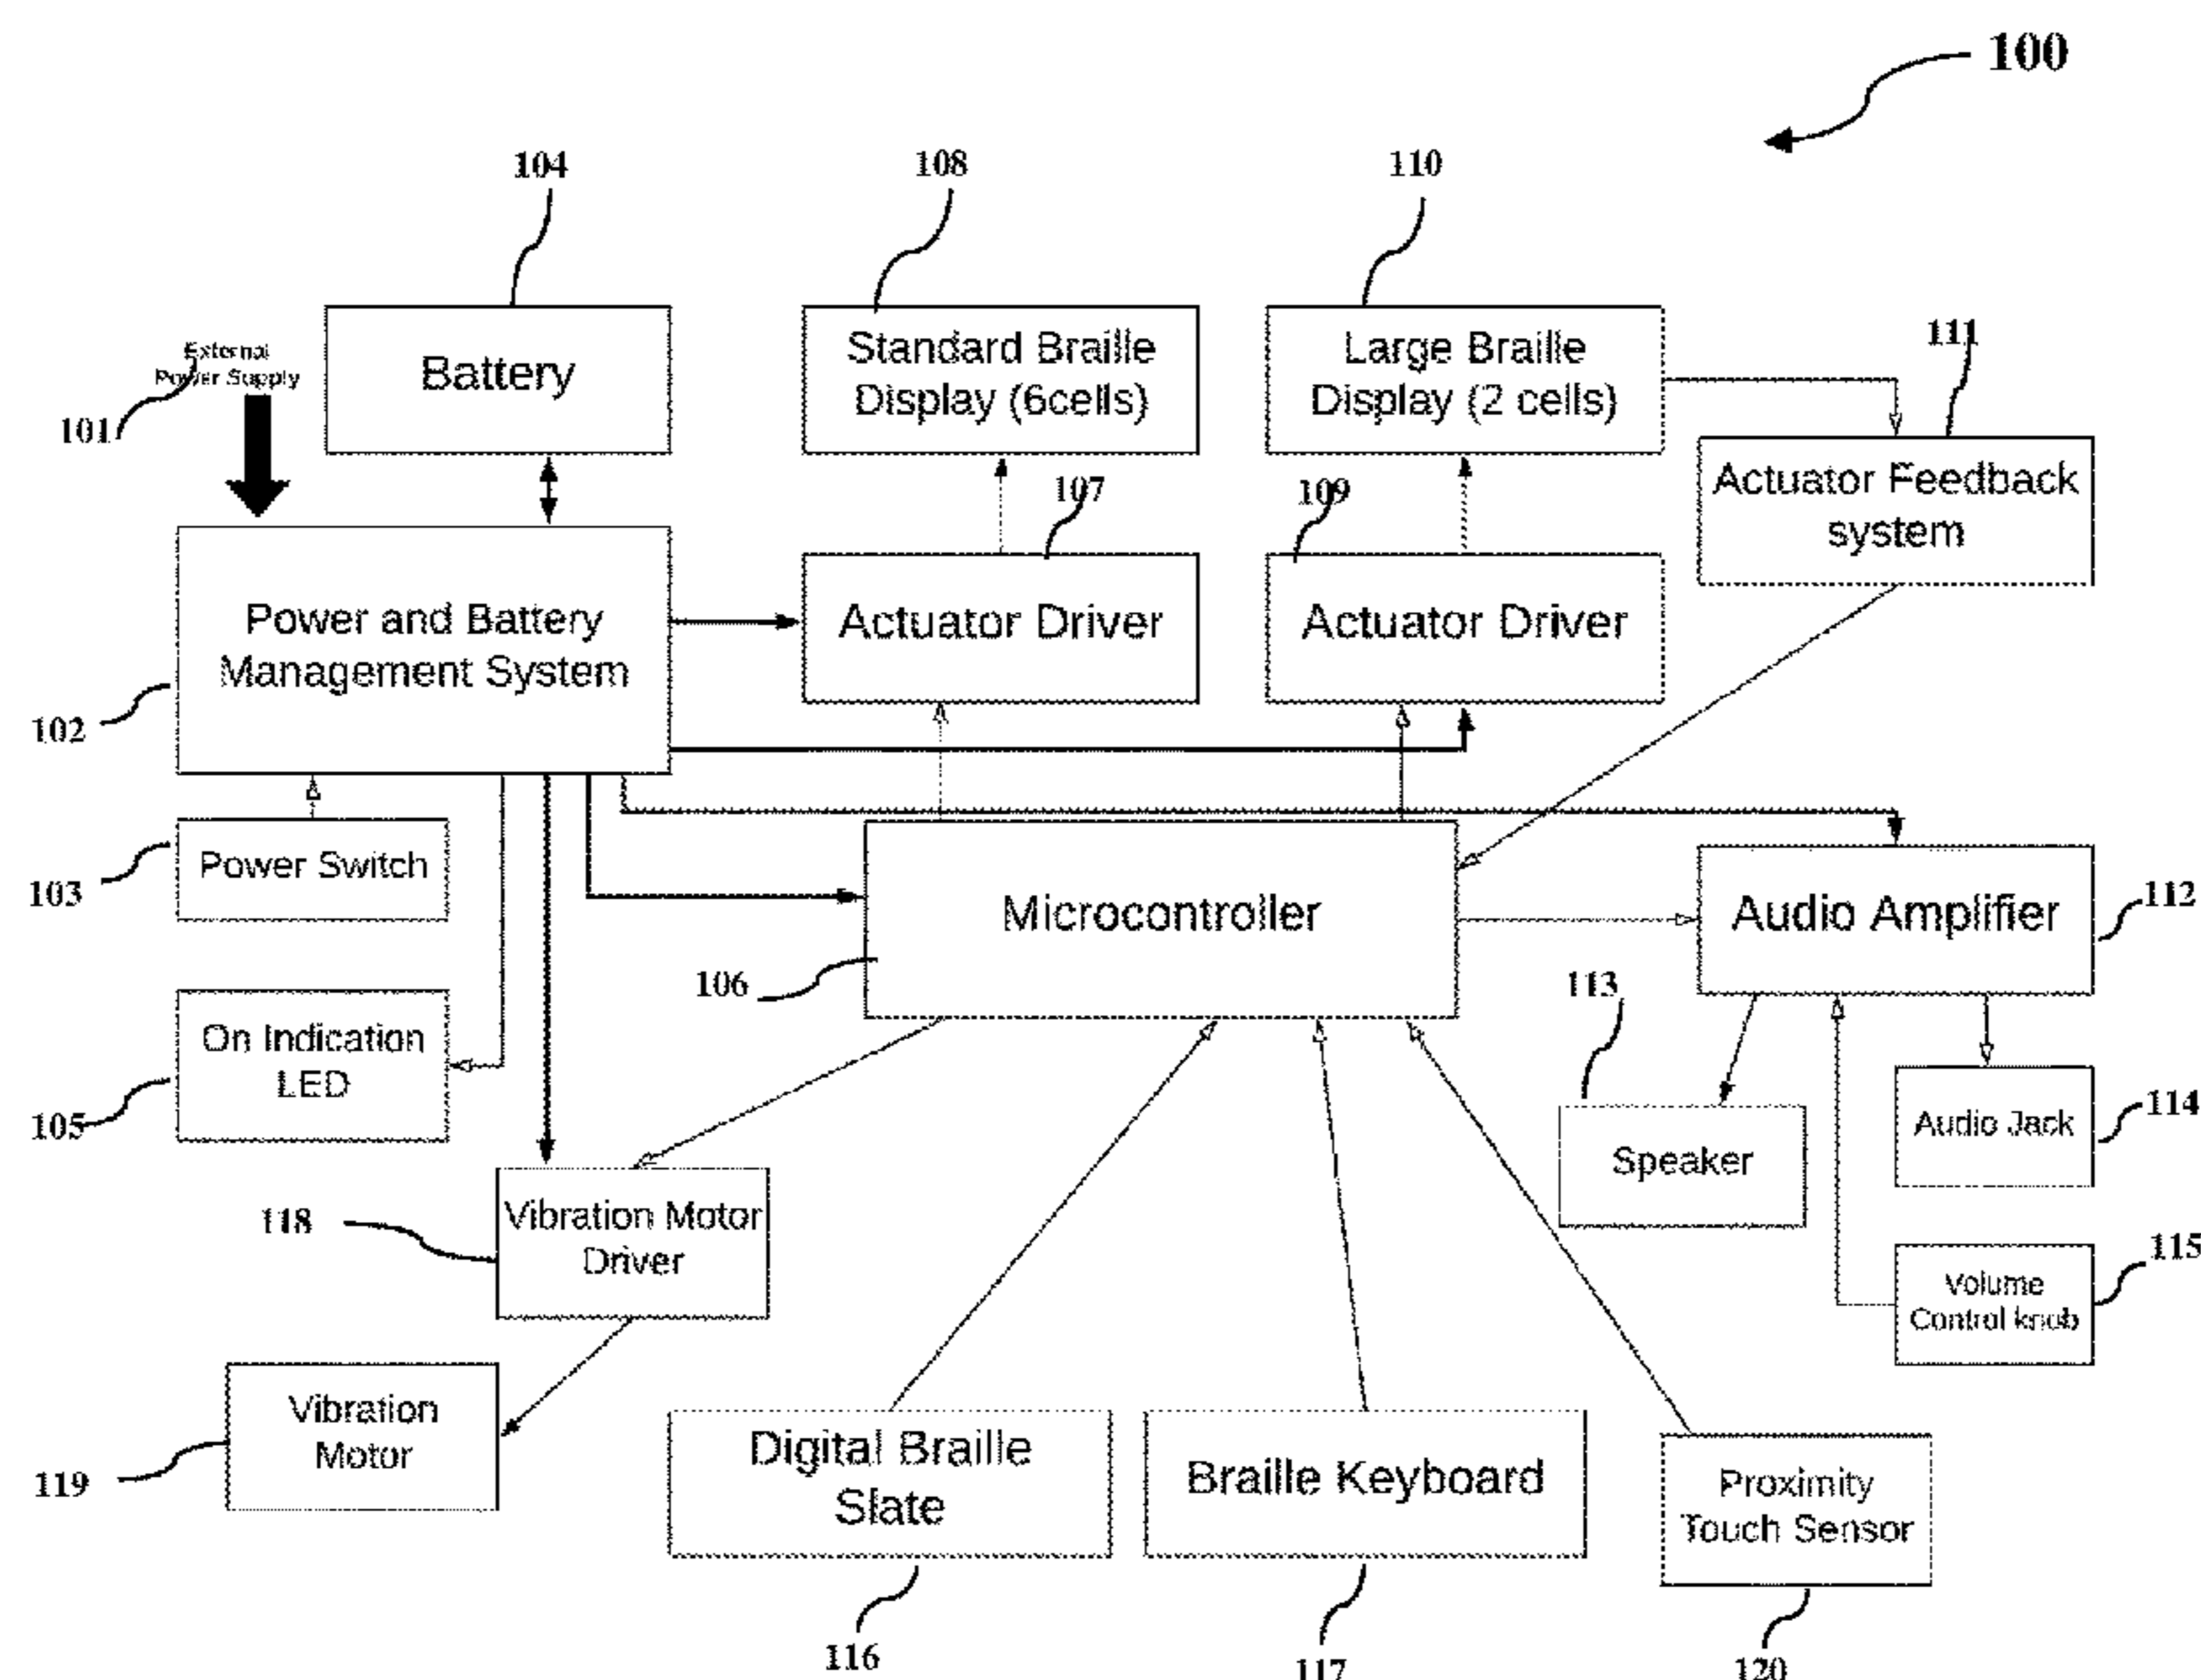 100
104
108
110
External
Power Supply
101
Battery
Standard Braille
Display (6cells)
Large Braille
Display (2 cells)
111
Actuator Feedback
system
107
109
Power and Battery
Management System
102
Actuator Driver
Actuator Driver
Power Switch
103
Microcontroller
106
Audio Amplifier
112
On Indication
LED
105
113
Speaker
Audio Jack
114
118
Vibration Motor
Driver
Volume
Control knob
115
Vibration
Motor
119
Digital Braille
Slate
Braille Keyboard
Proximity
Touch Sensor
116
117
120